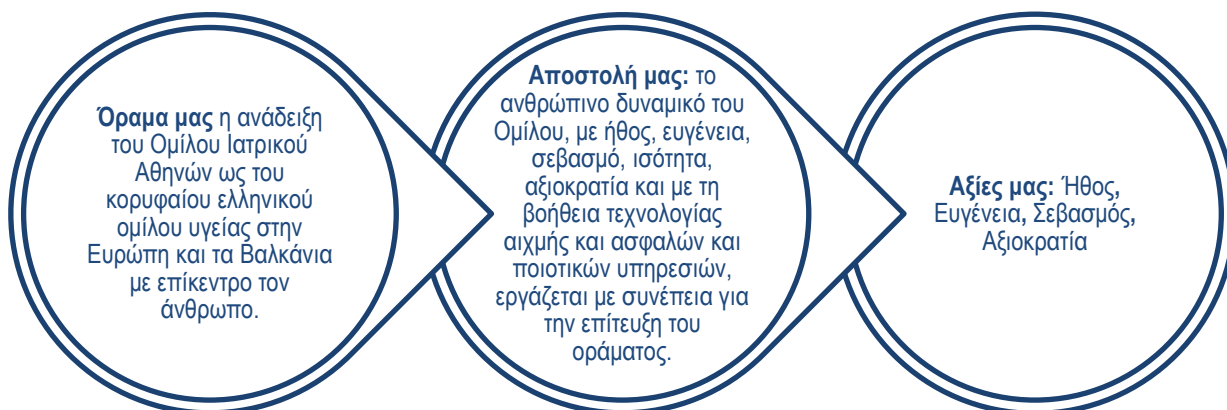 Όραμα μας η ανάδειξη
του Ομίλου Ιατρικού
Αθηνών ως του
κορυφαίου ελληνικού
ομίλου υγείας στην
Ευρώπη και τα Βαλκάνια
με επίκεντρο τον
άνθρωπο.
Αποστολή μας: το
ανθρώπινο δυναμικό του
Ομίλου, με ήθος, ευγένεια,
σεβασμό, ισότητα,
αξιοκρατία και με τη
βοήθεια τεχνολογίας
αιχμής και ασφαλών και
ποιοτικών υπηρεσιών,
εργάζεται με συνέπεια για
την επίτευξη του
οράματος.
Αξίες μας: Ήθος,
Ευγένεια, Σεβασμός,
Αξιοκρατία